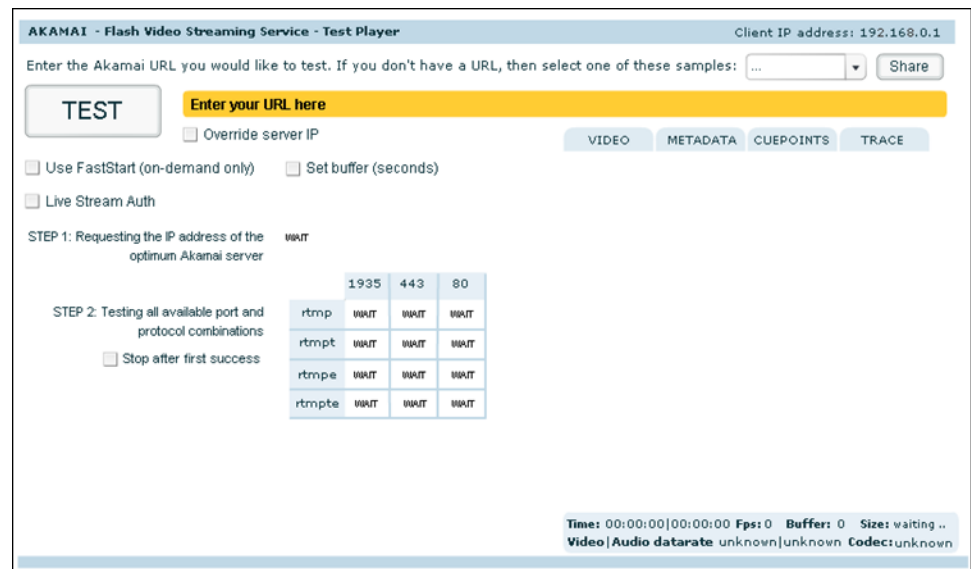 AKAMAI - Flash Video Streaming Service - Test Player Client IP address: 192.168.0.1
Enter the Akamai URL you would like to test. If you don't have a URL, then select one of these samples: ... Share
TEST Enter your URL here
Override server IP
VIDEO METADATA CUEPOINTS TRACE
Use FastStart (on-demand only) Set buffer (seconds)
Live Stream Auth
STEP 1: Requesting the IP address of the WAIT
optimum Akamai server
1935 443 80
STEP 2: Testing all available port and rtmp WAIT WAIT WAIT
protocol combinations
rtmpt WAIT WAIT WAIT
Stop after first success
rtmpe WAIT WAIT WAIT
rtmpte WAIT WAIT WAIT
Time: 00:00:00|00:00:00 Fps: 0 Buffer: 0 Size: waiting ..
Video|Audio datarate unknown|unknown Codec: unknown